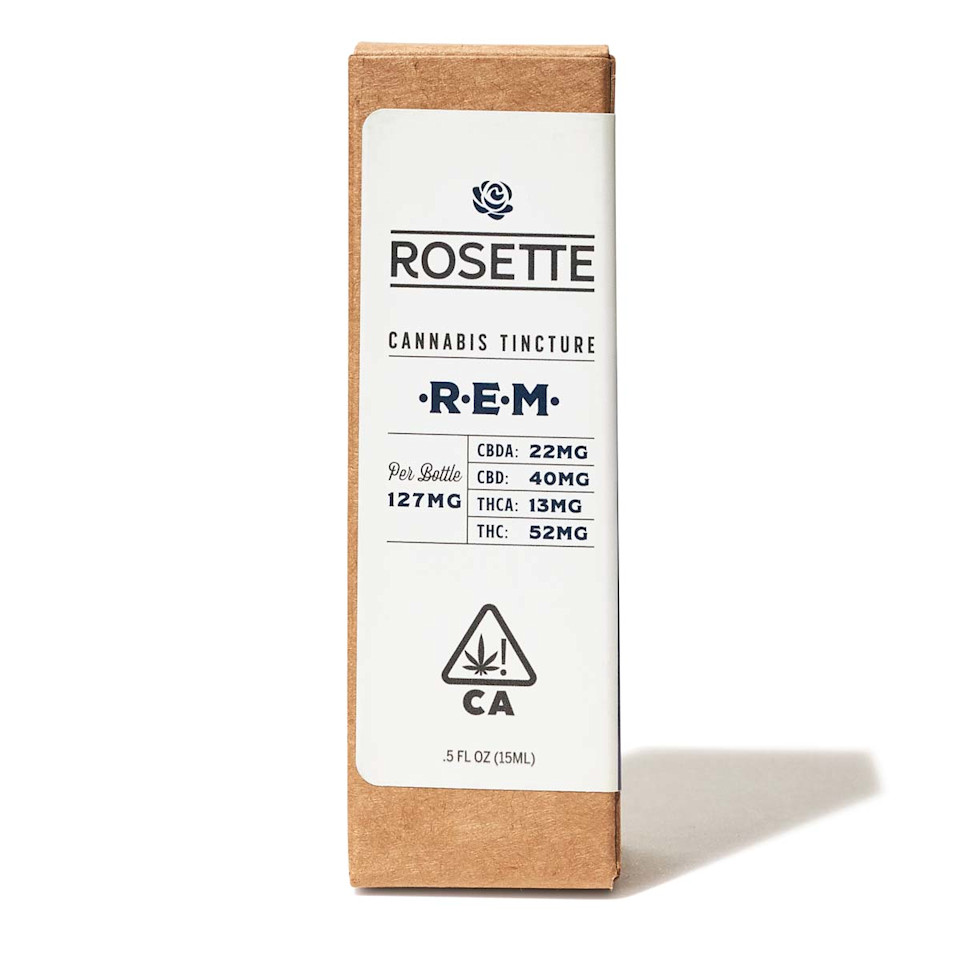 ROSETTE
CANNABIS TINCTURE
·R·E·M·
Per Bottle
127MG
CBDA: 22MG
CBD: 40MG
THCA: 13MG
THC: 52MG
!
CA
.5 FL OZ (15ML)